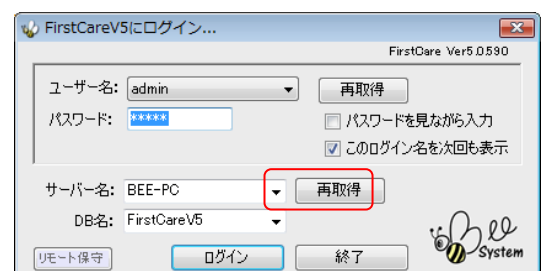 FirstCareV5にログイン...
FirstCare Ver5.0.590
ユーザー名: admin 再取得
パスワード: ***** パスワードを見ながら入力
このログイン名を次回も表示
サーバー名: BEE-PC 再取得
DB名: FirstCareV5
リモート保守 ログイン 終了
Bee System